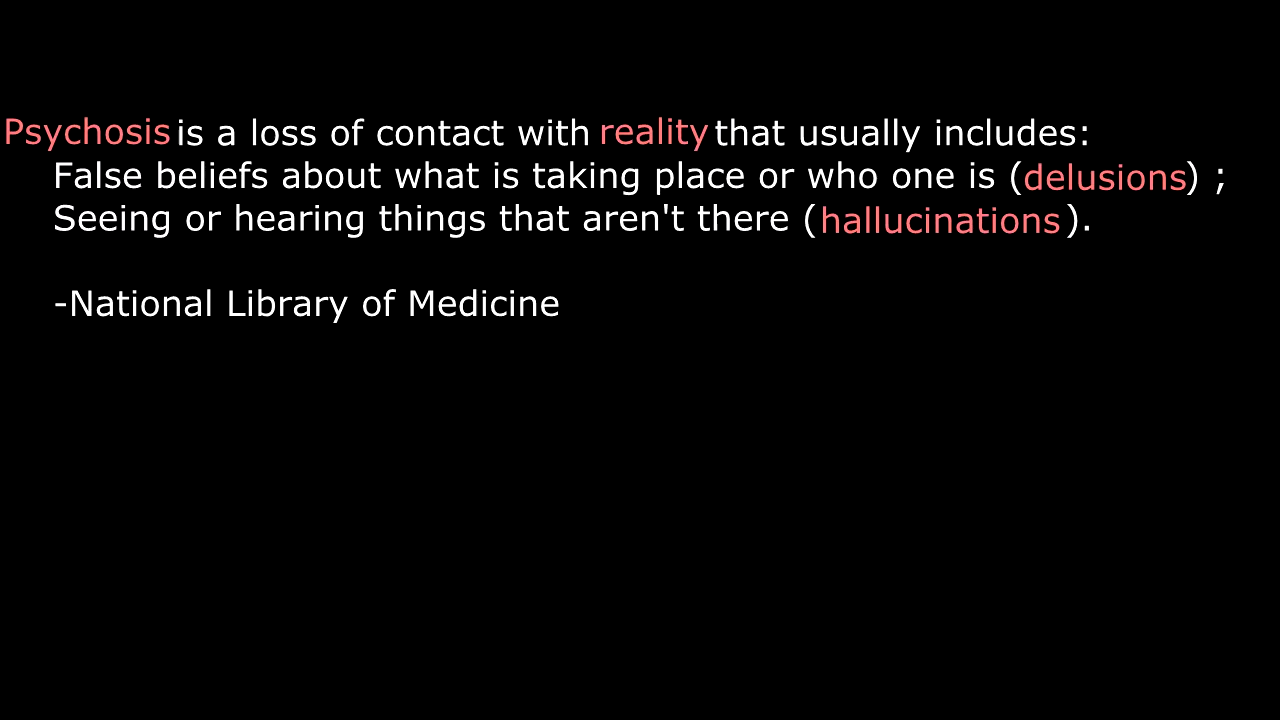 Psychosis is a loss of contact with reality that usually includes:
False beliefs about what is taking place or who one is (delusions) ;
Seeing or hearing things that aren't there (hallucinations).
-National Library of Medicine